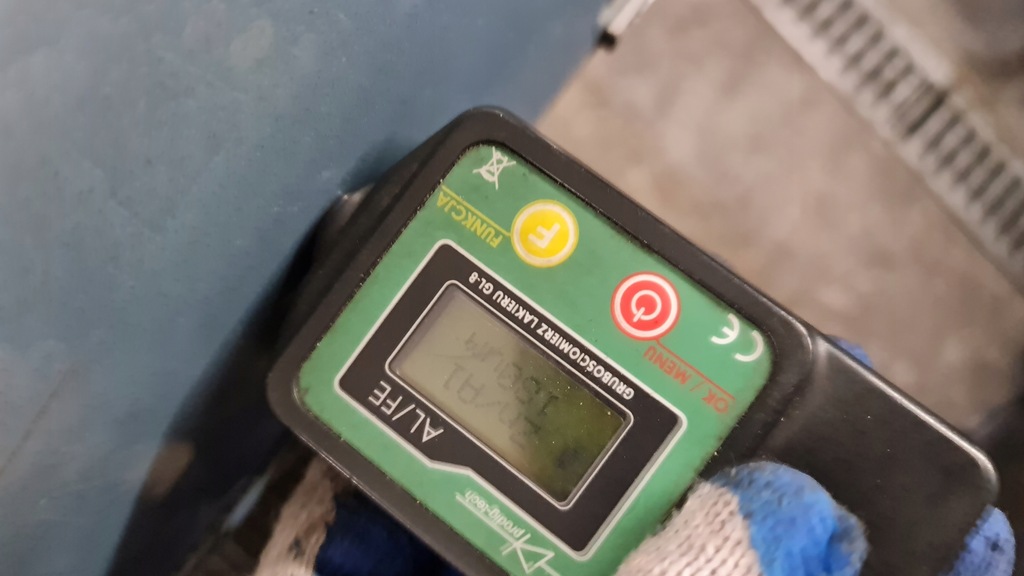 prodig-tech
AL/FE
GRUBOŚCIOMIERZ LAKIERU GL-8
OK / MENU
FUNKCJA
F
CE